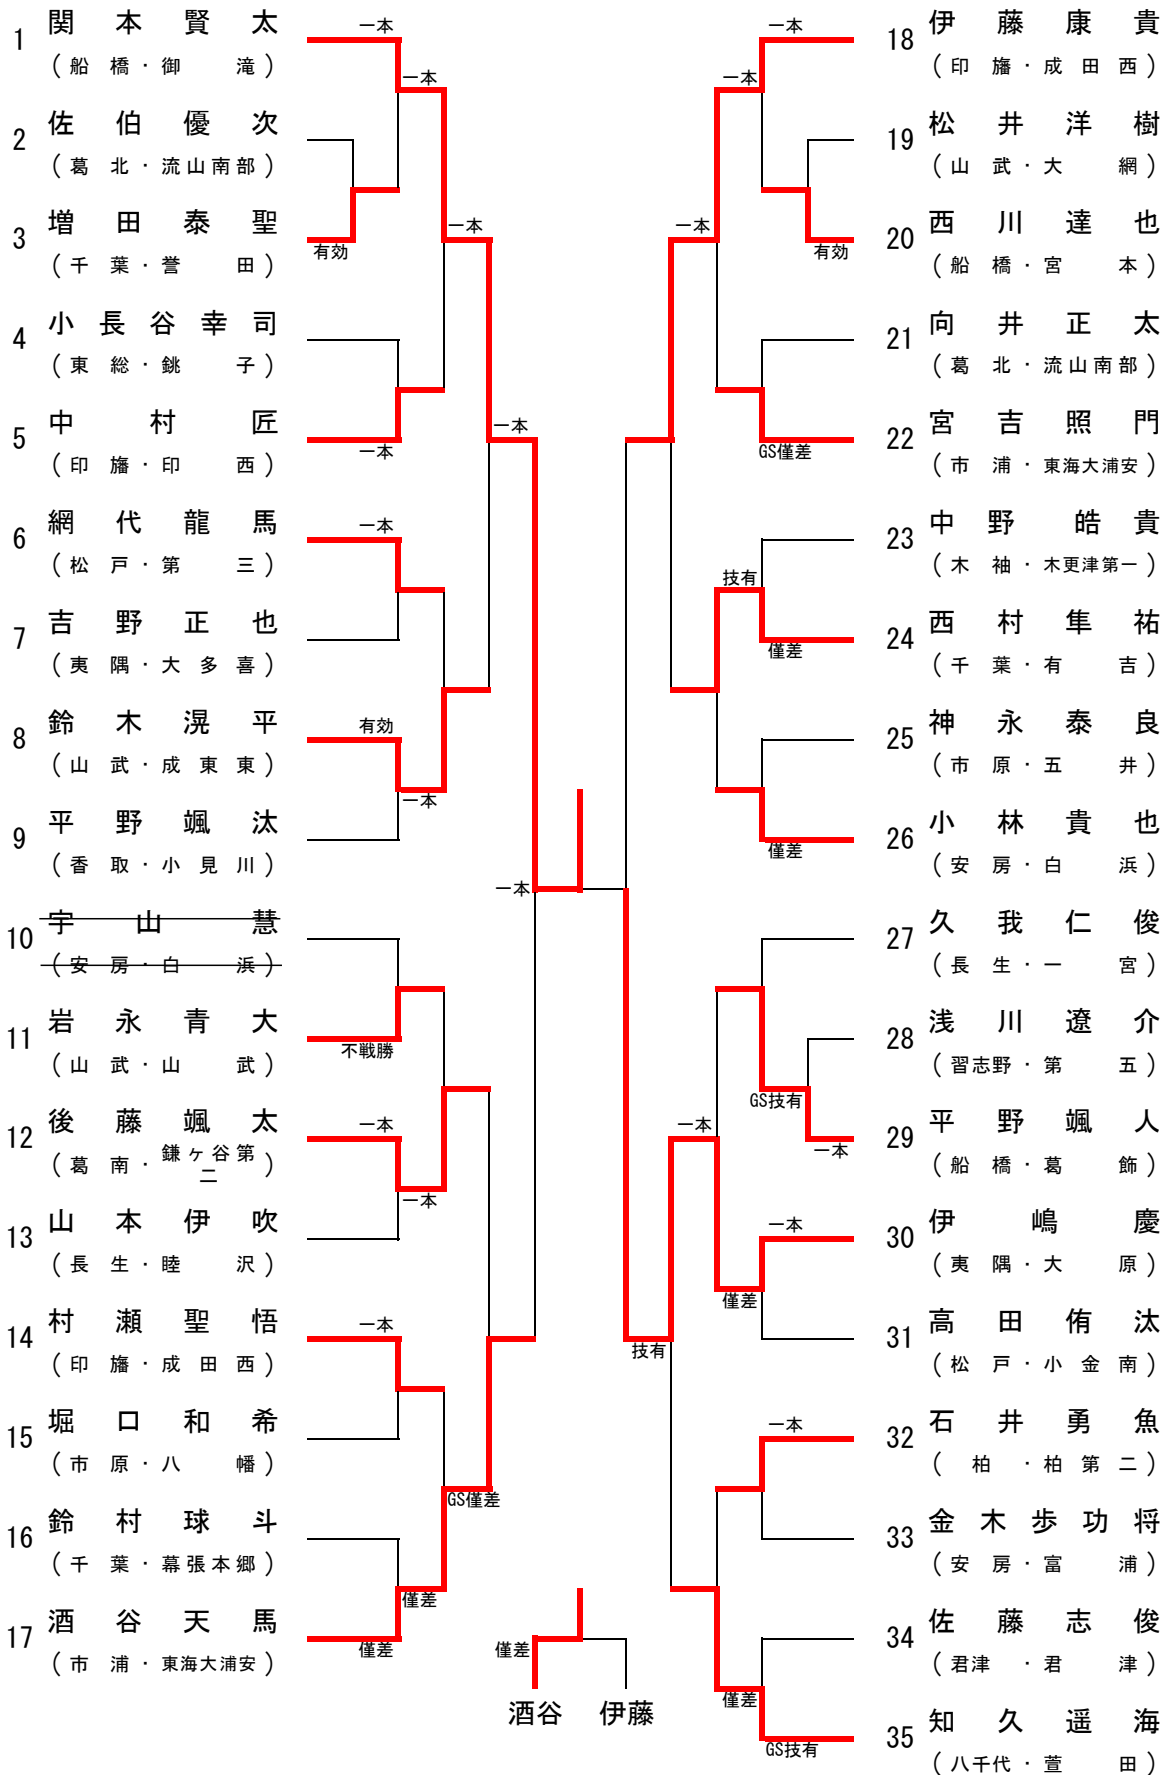 1 関本賢太
（船橋・御滝）
2 佐伯優次
（葛北・流山南部）
3 増田泰聖
（千葉・誉田）
4 小長谷幸司
（東総・銚子）
5 中村匠
（印旛・印西）
6 網代龍馬
（松戸・第三）
7 吉野正也
（夷隅・大多喜）
8 鈴木滉平
（山武・成東東）
9 平野颯汰
（香取・小見川）
10 宇山慧
（安房・白浜）
11 岩永青大
（山武・山武）
12 後藤颯太
（葛南・鎌ヶ谷第二）
13 山本伊吹
（長生・睦沢）
14 村瀬聖悟
（印旛・成田西）
15 堀口和希
（市原・八幡）
16 鈴村球斗
（千葉・幕張本郷）
17 酒谷天馬
（市浦・東海大浦安）
一本
一本
有効
一本
一本
一本
一本
有効
一本
一本
不戦勝
一本
一本
一本
GS僅差
僅差
僅差
僅差
酒谷 伊藤
18 伊藤康貴
（印旛・成田西）
19 松井洋樹
（山武・大網）
20 西川達也
（船橋・宮本）
21 向井正太
（葛北・流山南部）
22 宮吉照門
（市浦・東海大浦安）
23 中野皓貴
（木袖・木更津第一）
24 西村隼祐
（千葉・有吉）
25 神永泰良
（市原・五井）
26 小林貴也
（安房・白浜）
27 久我仁俊
（長生・一宮）
28 浅川遼介
（習志野・第五）
29 平野颯人
（船橋・葛飾）
30 伊嶋慶
（夷隅・大原）
31 高田侑汰
（松戸・小金南）
32 石井勇魚
（柏・柏第二）
33 金木歩功将
（安房・富浦）
34 佐藤志俊
（君津・君津）
35 知久遥海
（八千代・萱田）
一本
一本
一本
有効
GS僅差
技有
僅差
僅差
GS技有
一本
一本
一本
僅差
技有
一本
僅差
GS技有